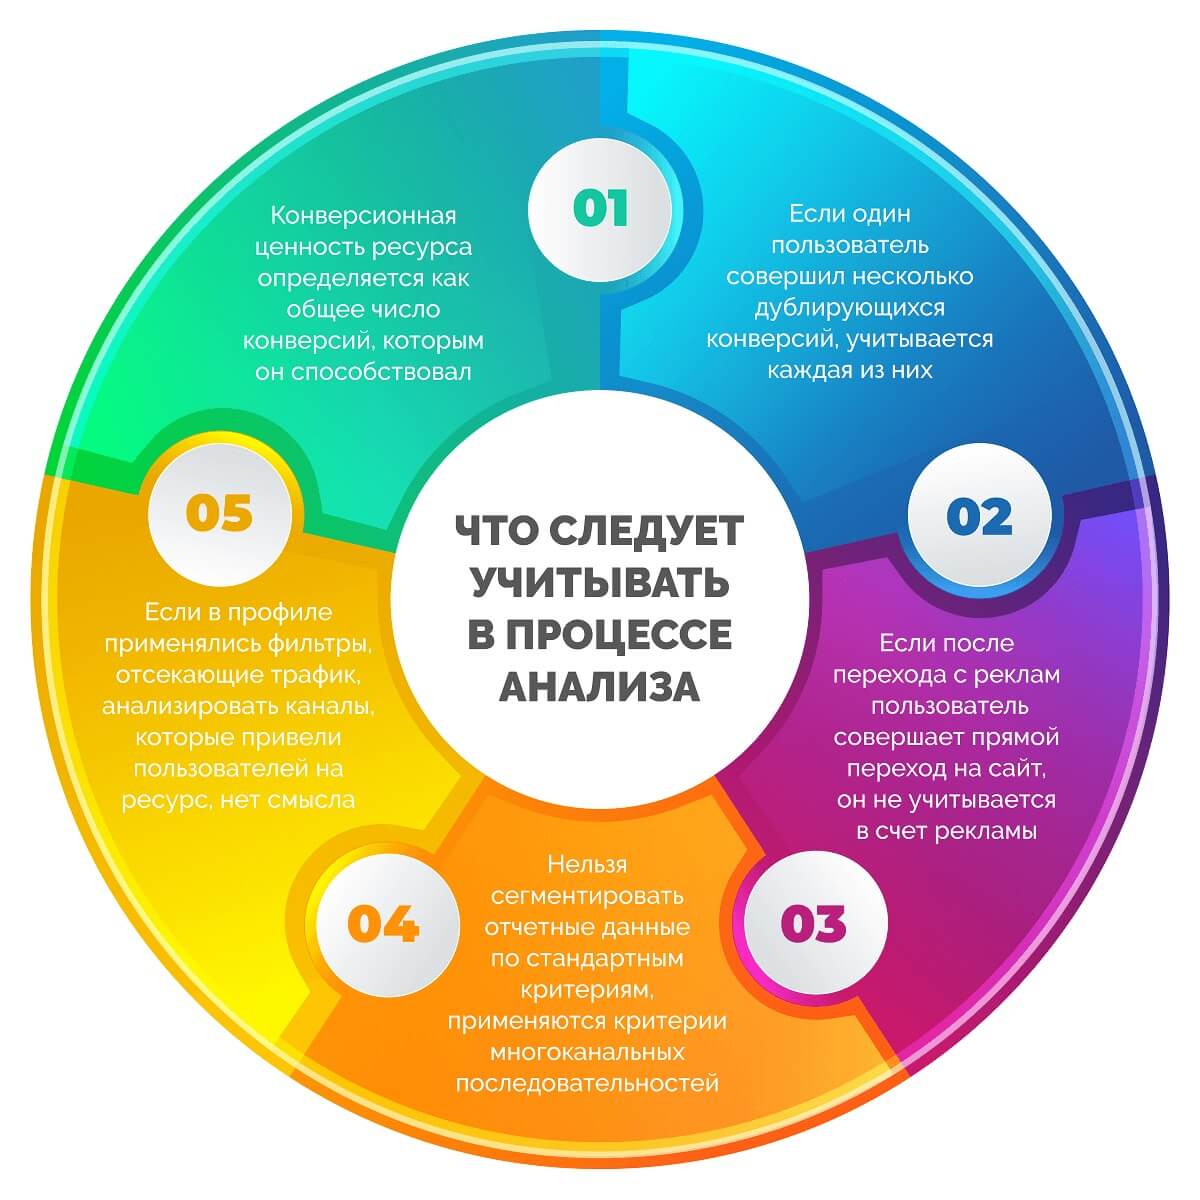 ЧТО СЛЕДУЕТ
УЧИТЫВАТЬ
В ПРОЦЕССЕ
АНАЛИЗА
01
Конверсионная
ценность ресурса
определяется как
общее число
конверсий, которым
он способствовал
02
Если один
пользователь
совершил несколько
дублирующихся
конверсий, учитывается
каждая из них
03
Если после
перехода с реклам
пользователь
совершает прямой
переход на сайт,
он не учитывается
в счет рекламы
04
Нельзя
сегментировать
отчетные данные
по стандартным
критериям,
применяются критерии
многоканальных
последовательностей
05
Если в профиле
применялись фильтры,
отсекающие трафик,
анализировать каналы,
которые привели
пользователей на
ресурс, нет смысла